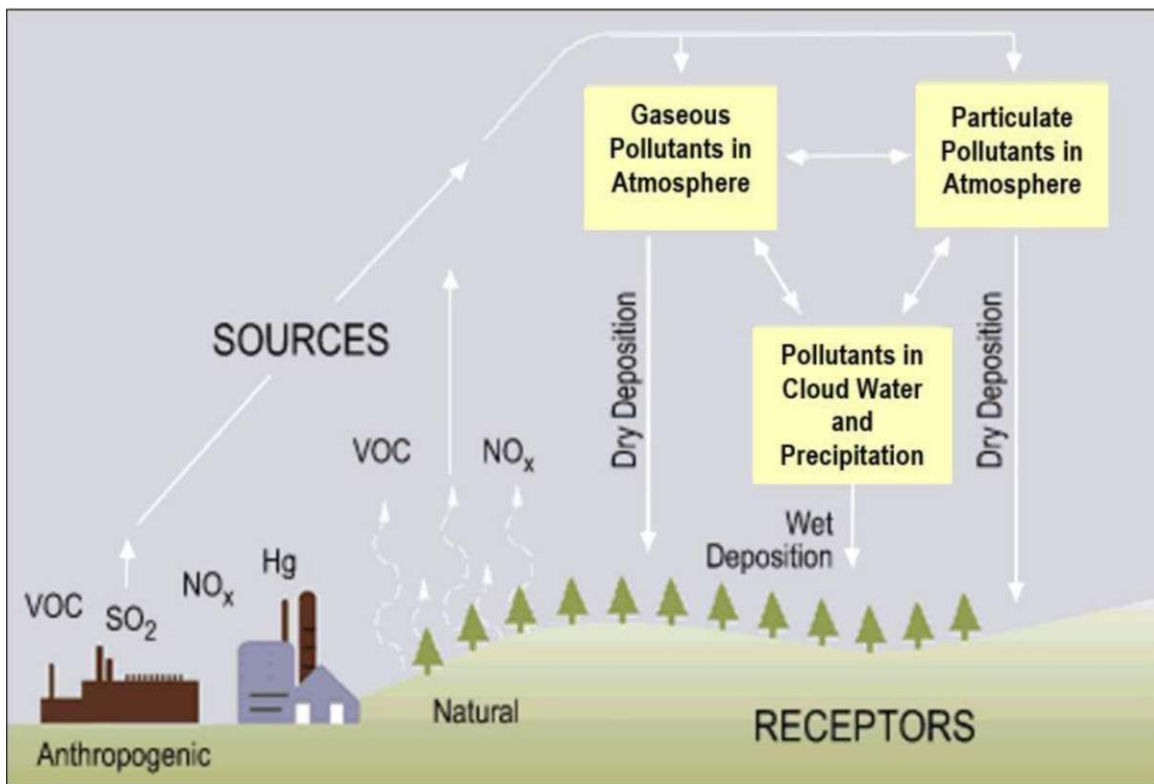 Gaseous
Pollutants in
Atmosphere
Particulate
Pollutants in
Atmosphere
SOURCES
Dry Deposition
Pollutants in
Cloud Water
and
Precipitation
Dry Deposition
VOC
NOx
Wet
Deposition
VOC
SO2
NOx
Hg
Natural
RECEPTORS
Anthropogenic